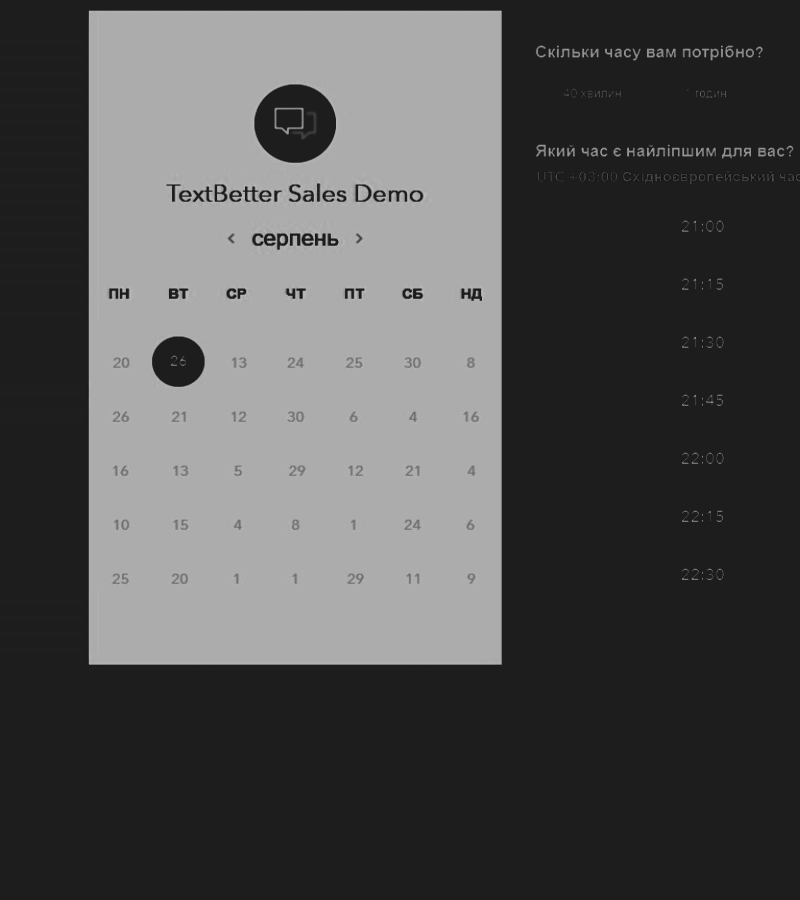 TextBetter Sales Demo
‹ серпень ›
ПН ВТ СР ЧТ ПТ СБ НД
20 26 13 24 25 30 8
26 21 12 30 6 4 16
16 13 5 29 12 21 4
10 15 4 8 1 24 6
25 20 1 1 29 11 9
Скільки часу вам потрібно?
40 хвилин 1 годин
Який час є найліпшим для вас?
UTC +03:00 Східноєвропейський час
21:00
21:15
21:30
21:45
22:00
22:15
22:30